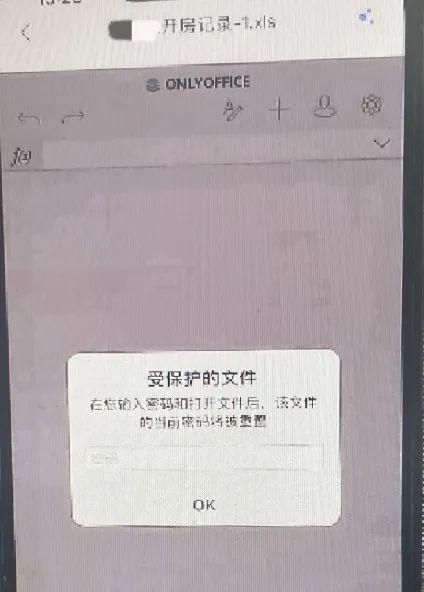 开房记录-1.xls
ONLYOFFICE
f(x)
受保护的文件
在您输入密码和打开文件后，该文件
的当前密码将被重置
密码
OK